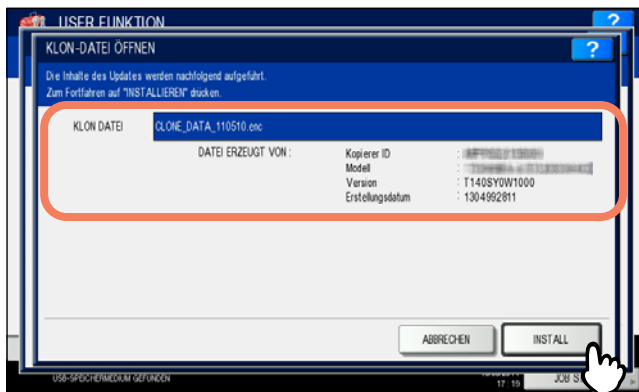 USER FUNKTION
?
KLON-DATEI ÖFFNEN
?
Die Inhalte des Updates werden nachfolgend aufgeführt.
Zum Fortfahren auf "INSTALLIEREN" drücken.
KLON DATEI
CLONE_DATA_110510.enc
DATEI ERZEUGT VON :
Kopierer ID :
Modell :
Version : T140SY0W1000
Erstellungsdatum : 1304992811
ABBRECHEN
INSTALL
USB-SPEICHERMEDIUM GEFUNDEN
17:19
JOB S